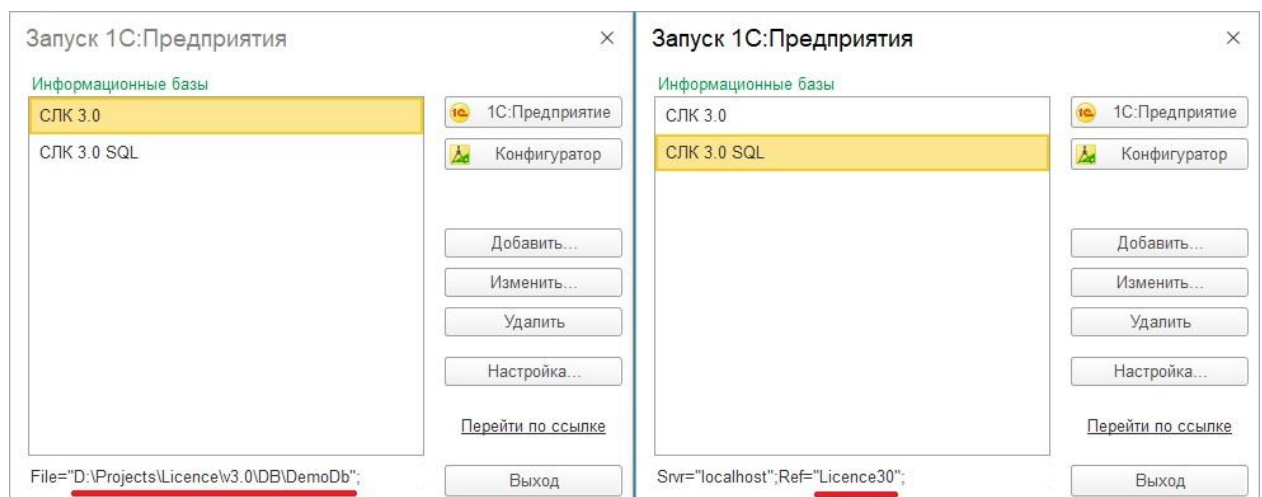 Запуск 1С:Предприятия
Информационные базы
СЛК 3.0
СЛК 3.0 SQL
1С:Предприятие
Конфигуратор
Добавить...
Изменить...
Удалить
Настройка...
Перейти по ссылке
File="D:\Projects\Licence\v3.0\DB\DemoDb";
Выход
Запуск 1С:Предприятия
Информационные базы
СЛК 3.0
СЛК 3.0 SQL
1С:Предприятие
Конфигуратор
Добавить...
Изменить...
Удалить
Настройка...
Перейти по ссылке
Srvr="localhost";Ref="Licence30";
Выход